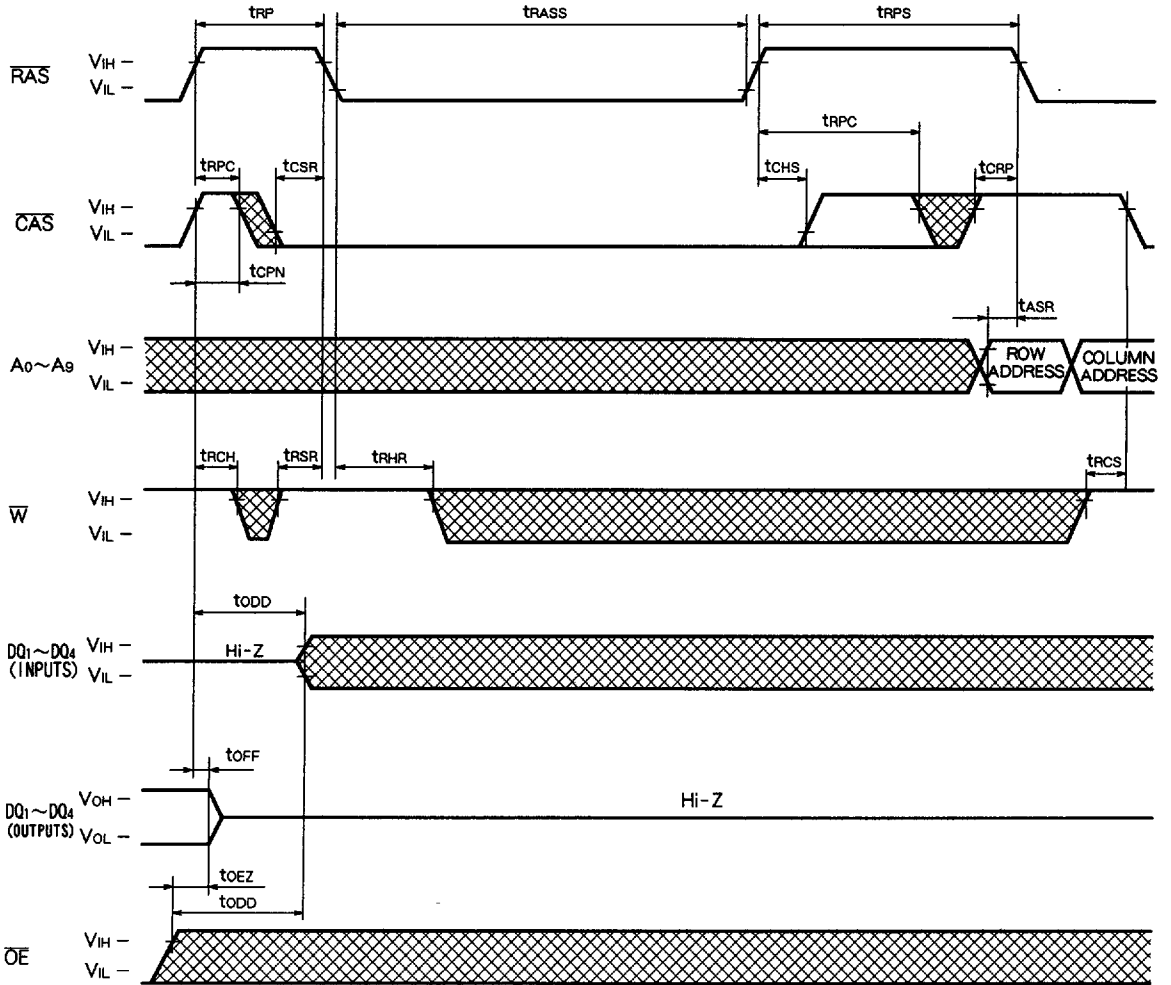 tRP tRASS tRPS
RAS VIH
VIL
tRPC
tRPC tCSR tCHS tCRP
CAS VIH
VIL
tCPN
tASR
A0~A9 VIH ROW ADDRESS COLUMN ADDRESS
VIL
tRCH tRSR tRHR tRCS
W VIH
VIL
tODD
DQ1~DQ4 (INPUTS) VIH Hi-Z
VIL
tOFF
DQ1~DQ4 (OUTPUTS) VOH Hi-Z
VOL
tOEZ
tODD
OE VIH
VIL